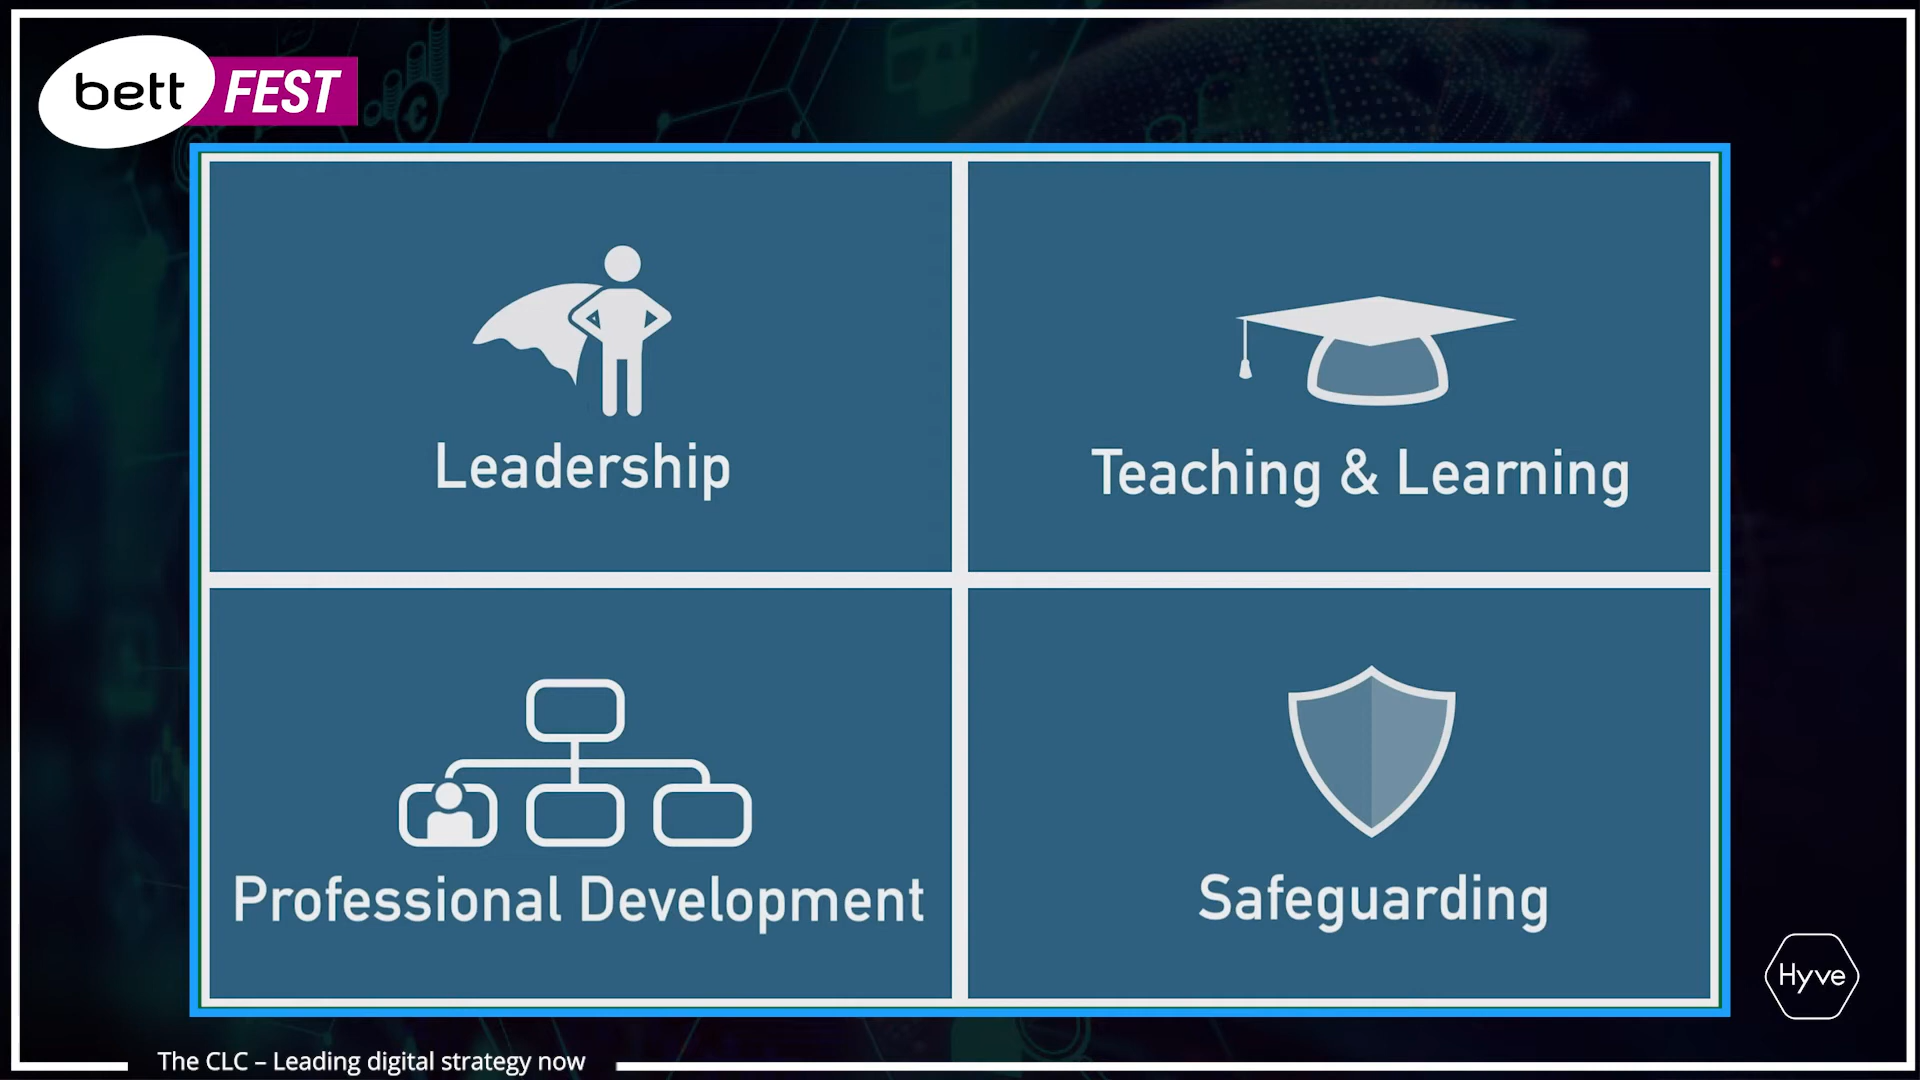 bett FEST
Leadership
Teaching & Learning
Professional Development
Safeguarding
Hyve
The CLC – Leading digital strategy now